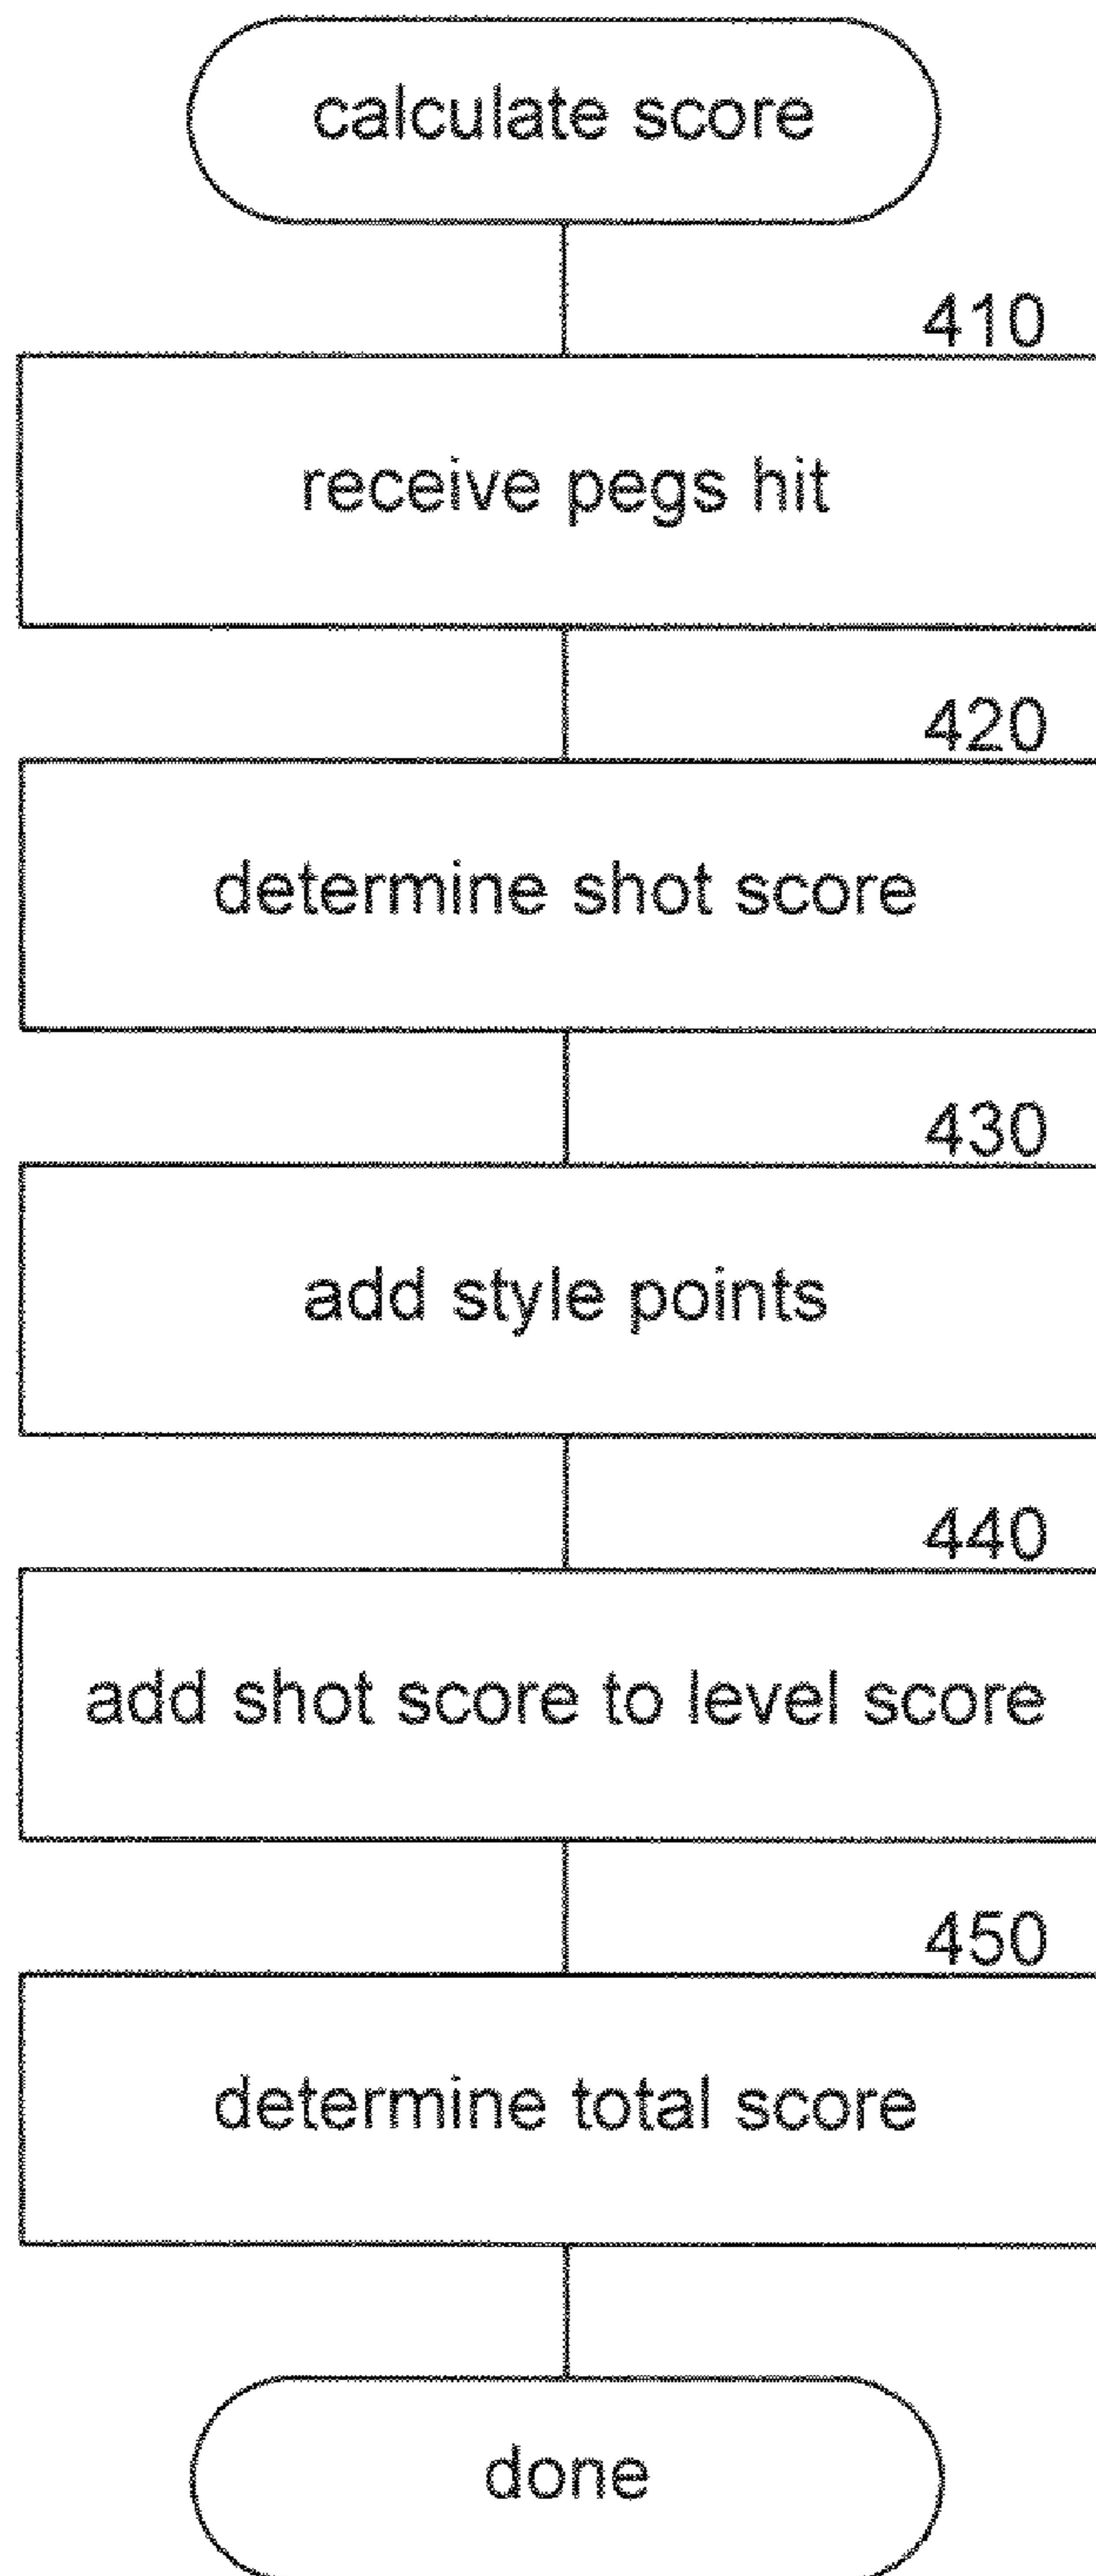 calculate score
410
receive pegs hit
420
determine shot score
430
add style points
440
add shot score to level score
450
determine total score
done